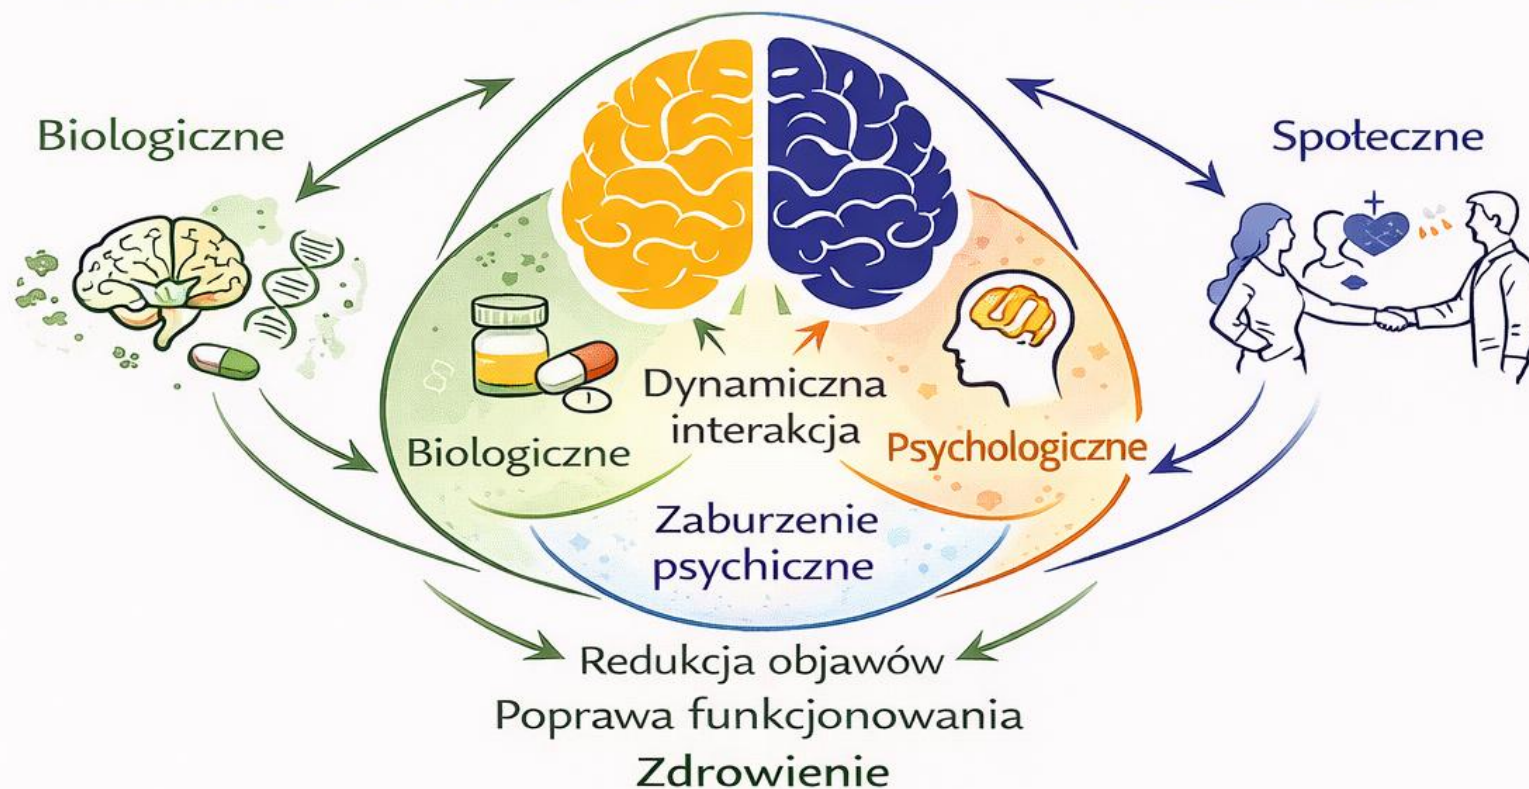 Biologiczne
Społeczne
Dynamiczna
interakcja
Biologiczne
Psychologiczne
Zaburzenie
psychiczne
Redukcja objawów
Poprawa funkcjonowania
Zdrowienie